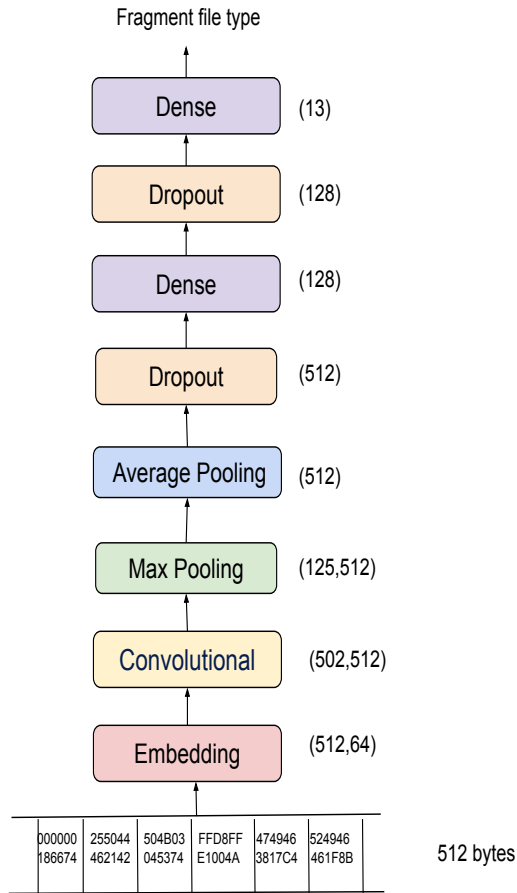 Fragment file type
Dense (13)
Dropout (128)
Dense (128)
Dropout (512)
Average Pooling (512)
Max Pooling (125,512)
Convolutional (502,512)
Embedding (512,64)
000000 255044 504B03 FFD8FF 474946 524946
186674 462142 045374 E1004A 3817C4 461F8B
512 bytes